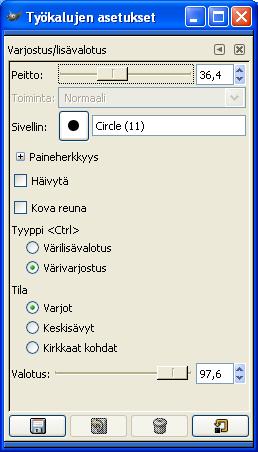 Työkalujen asetukset
Varjostus/lisävalotus
Peitto: 36,4
Toiminta: Normaali
Sivellin: Circle (11)
Paineherkkyys
Häivytä
Kova reuna
Tyyppi <Ctrl>
Värilisävalotus
Värivarjostus
Tila
Varjot
Keskisävyt
Kirkkaat kohdat
Valotus: 97,6